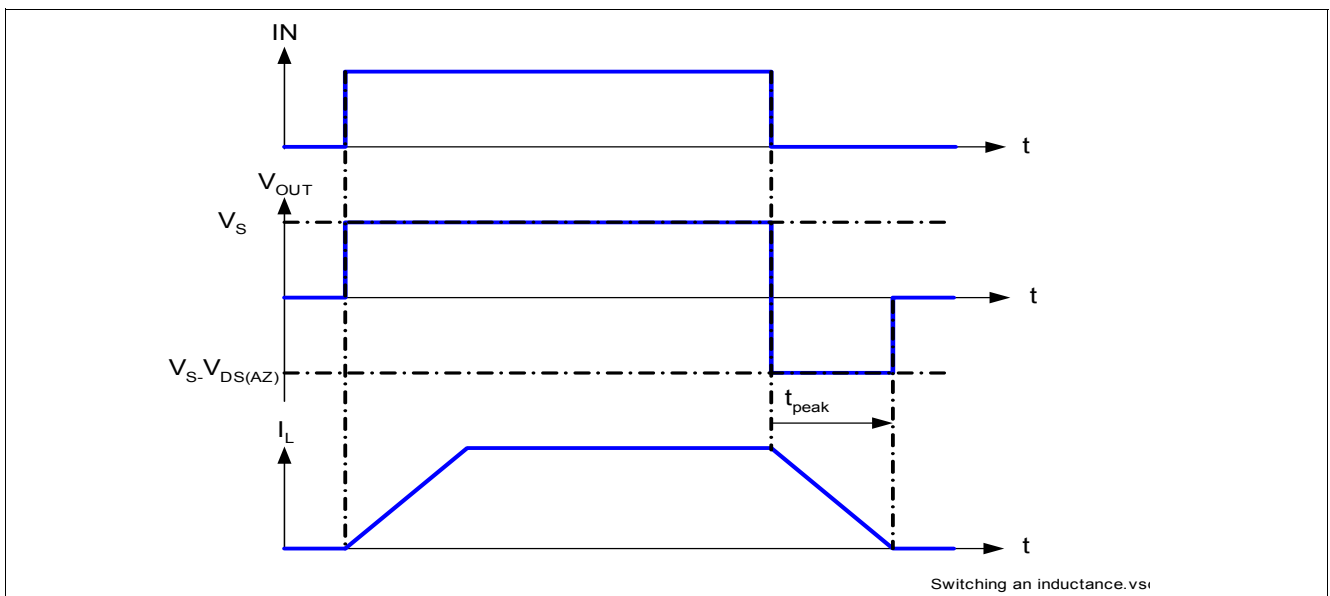 IN
t
V_OUT
V_S
t
V_S-V_DS(AZ)
t_peak
I_L
t
Switching an inductance.vs